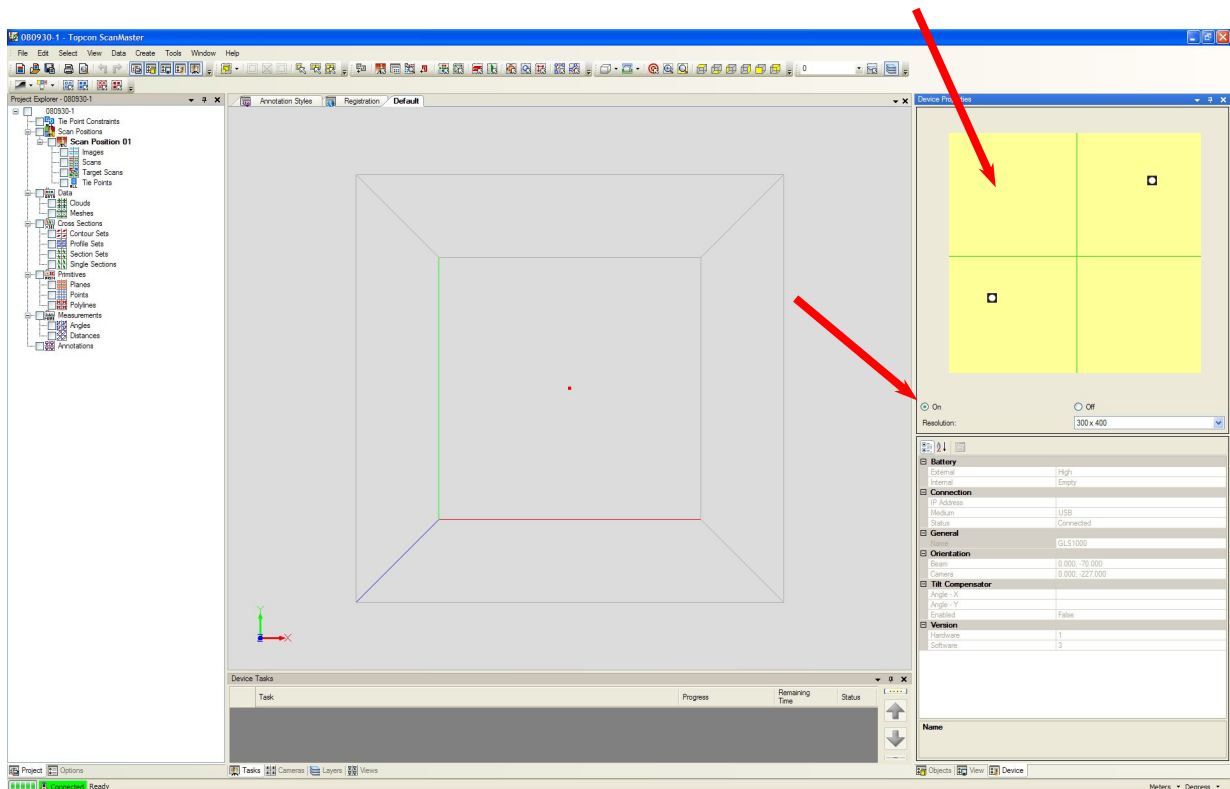 080930-1 - Topcon ScanMaster
File Edit Select View Data Create Tools Window Help
0
Project Explorer - 080930-1
080930-1
Tie Point Constraints
Scan Positions
Scan Position 01
Images
Scans
Target Scans
Tie Points
Data
Clouds
Meshes
Cross Sections
Contour Sets
Profile Sets
Section Sets
Single Sections
Primitives
Planes
Points
Polylines
Measurements
Angles
Distances
Annotations
Project Options
Annotation Styles Registration Default
Y
X
Device Tasks
Task Progress Remaining Time Status
Tasks Cameras Layers Views
Device Properties
On Off
Resolution: 300 x 400
Battery
External High
Internal Empty
Connection
IP Address
Medium USB
Status Connected
General
Name GLS1000
Orientation
Beam 0.000, -70.000
Camera 0.000, -227.000
Tilt Compensator
Angle - X
Angle - Y
Enabled False
Version
Hardware 1
Software 3
Name
Objects View Device
Connected Ready Meters Degrees